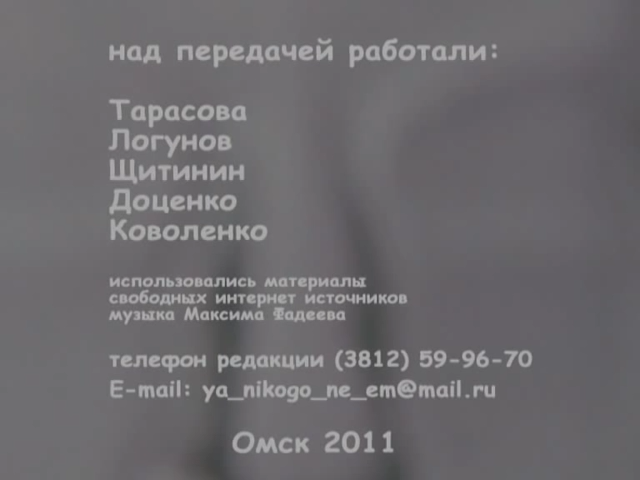 над передачей работали:
Тарасова
Логунов
Щитинин
Доценко
Коволенко
использовались материалы
свободных интернет источников
музыка Максима Фадеева
телефон редакции (3812) 59-96-70
E-mail: ya_nikogo_ne_em@mail.ru
Омск 2011